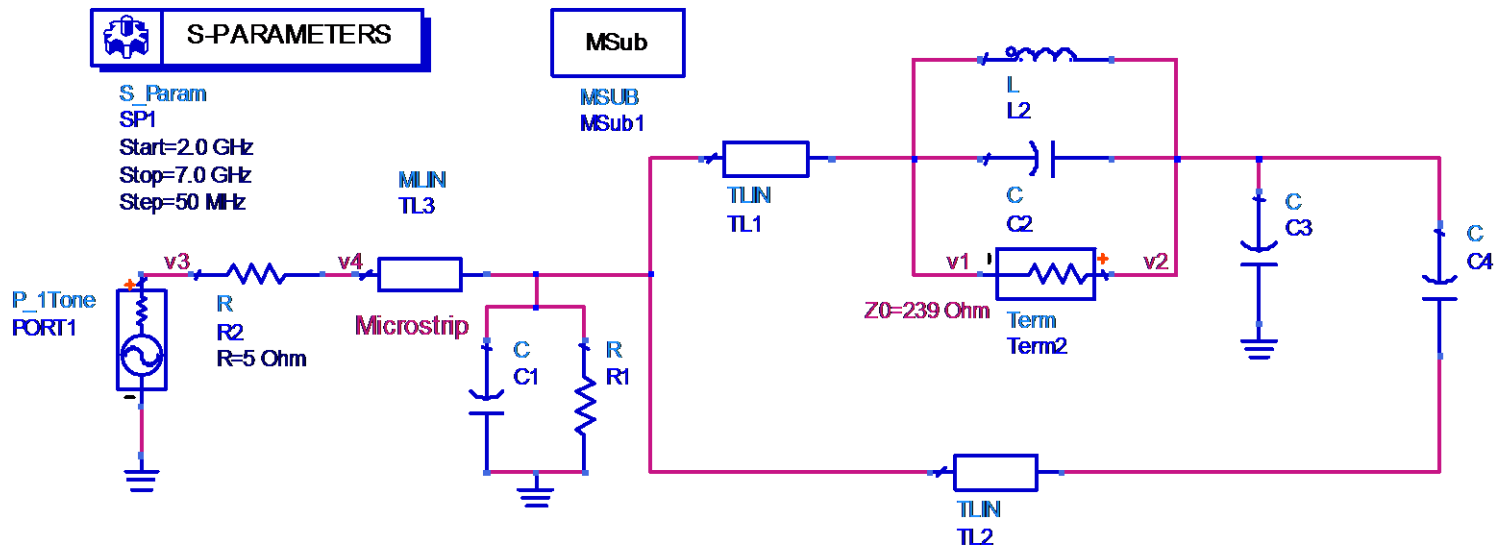 S-PARAMETERS
S_Param
SP1
Start=2.0 GHz
Stop=7.0 GHz
Step=50 MHz
MSub
MSUB
MSub1
L
L2
C
C2
v1
v2
Z0=239 Ohm
Term
Term2
TLIN
TL1
MLIN
TL3
Microstrip
v3
v4
P_1Tone
PORT1
R
R2
R=5 Ohm
C
C1
R
R1
C
C3
C
C4
TLIN
TL2